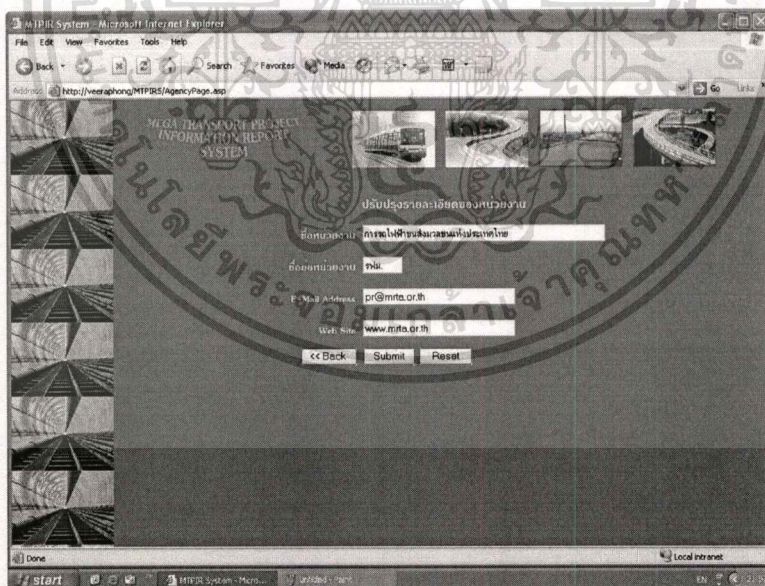 MTPIR System - Microsoft Internet Explorer
File Edit View Favorites Tools Help
Back Search Favorites Media
Address http://veeraphong/MTPIRS/AgencyPage.asp Go Links
MEGA TRANSPORT PROJECT
INFORMATION REPORT
SYSTEM
ปรับปรุงรายละเอียดของหน่วยงาน
ชื่อหน่วยงาน การรถไฟฟ้าขนส่งมวลชนแห่งประเทศไทย
ชื่อย่อหน่วยงาน รฟม.
E-Mail Address pr@mrta.or.th
Web Site www.mrta.or.th
<< Back Submit Reset
Done Local intranet
start MTPIR System - Micro... untitled - Paint EN